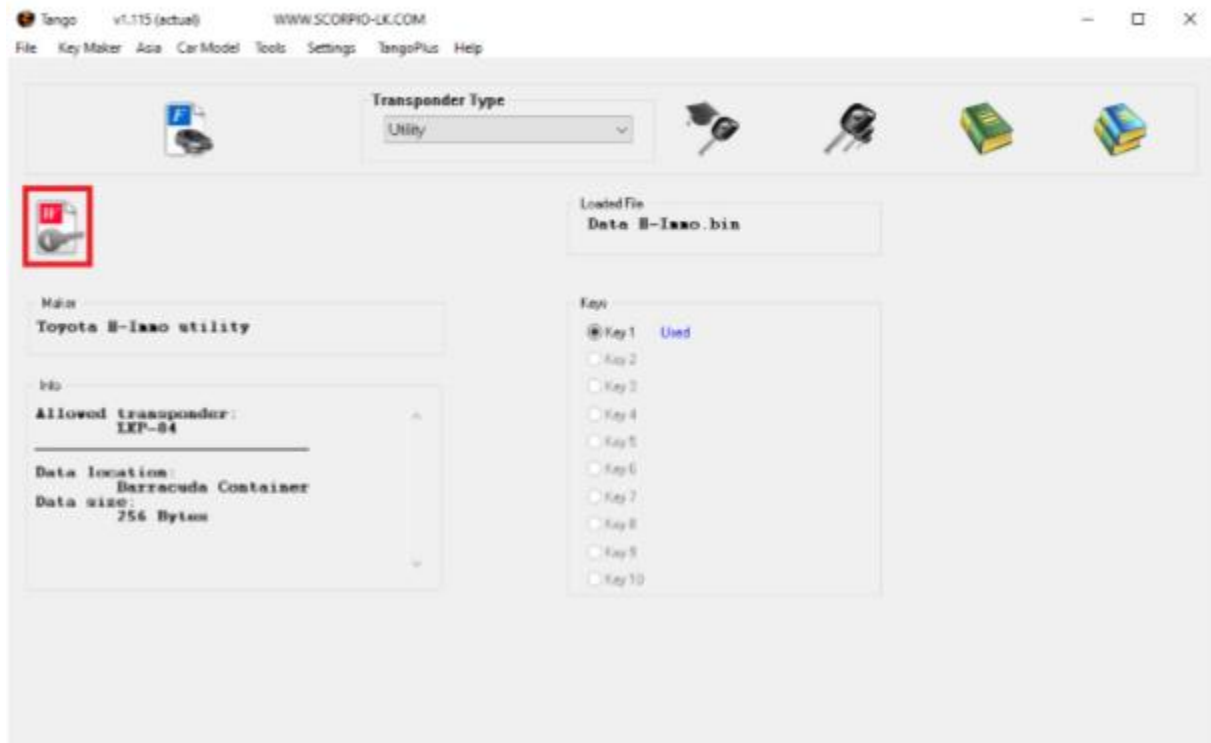 Tango v1.115 (actual) WWW.SCORPIO-LK.COM
File Key Maker Asia Car Model Tools Settings TangoPlus Help
Transponder Type
Utility
F
W
Loaded File
Data H-Immo.bin
Maker
Toyota H-Immo utility
Keys
Key 1 Used
Key 2
Key 3
Key 4
Key 5
Key 6
Key 7
Key 8
Key 9
Key 10
Info
Allowed transponder:
LKP-04
Data location:
Barracuda Container
Data size:
256 Bytes